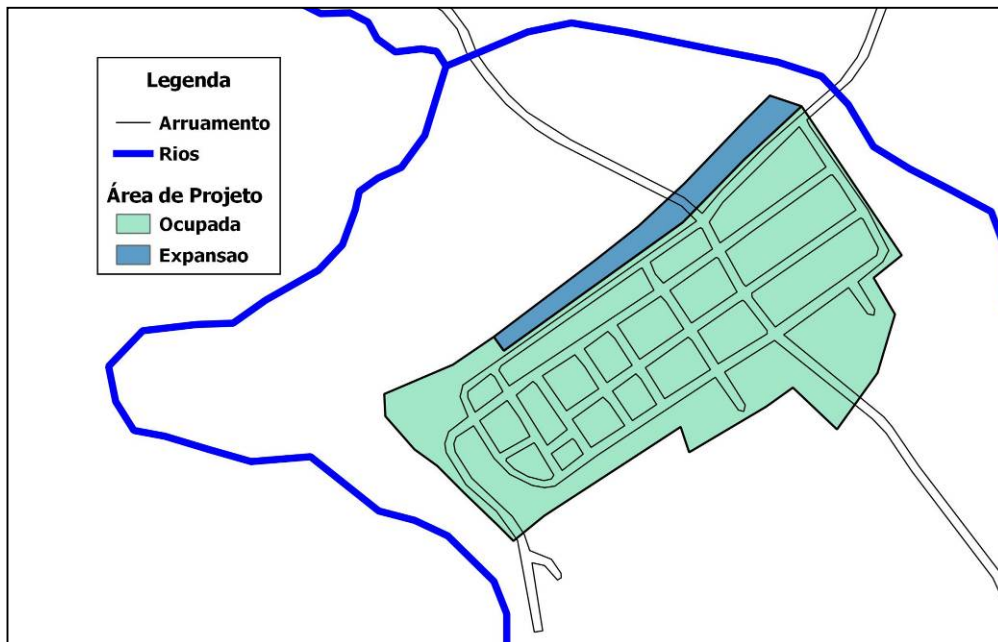 Legenda
Arruamento
Rios
Área de Projeto
Ocupada
Expansao